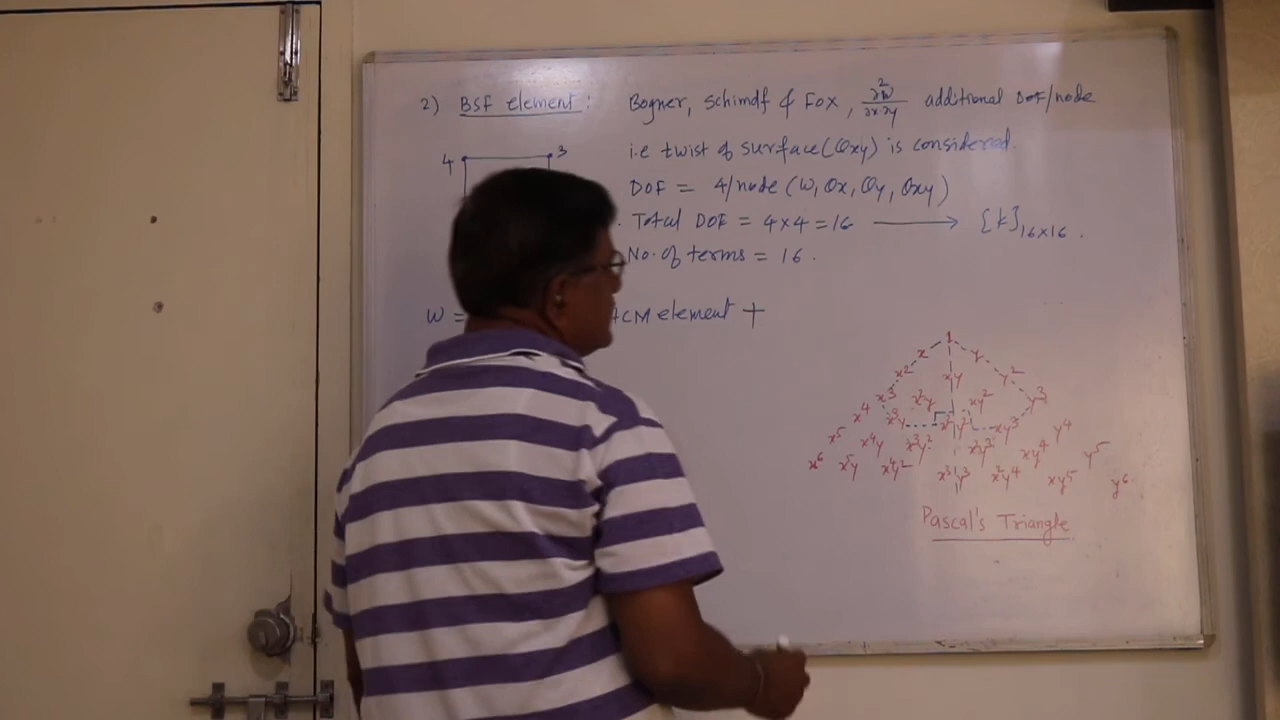 2) BSF element : Bogner, Schimdf & Fox, ∂²w/∂x∂y additional DOF/node
4 3
i.e twist of surface (θxy) is considered.
DOF = 4/node (w, θx, θy, θxy)
Total DOF = 4×4 = 16 → [k]16×16 .
No. of terms = 16 .
w = ACM element +
1
x y
x2 xy y2
x3 x2y xy2 y3
x4 x3y x2y2 xy3 y4
x5 x4y x3y2 x2y3 xy4 y5
x6 x5y x4y2 x3y3 x2y4 xy5 y6
Pascal's Triangle